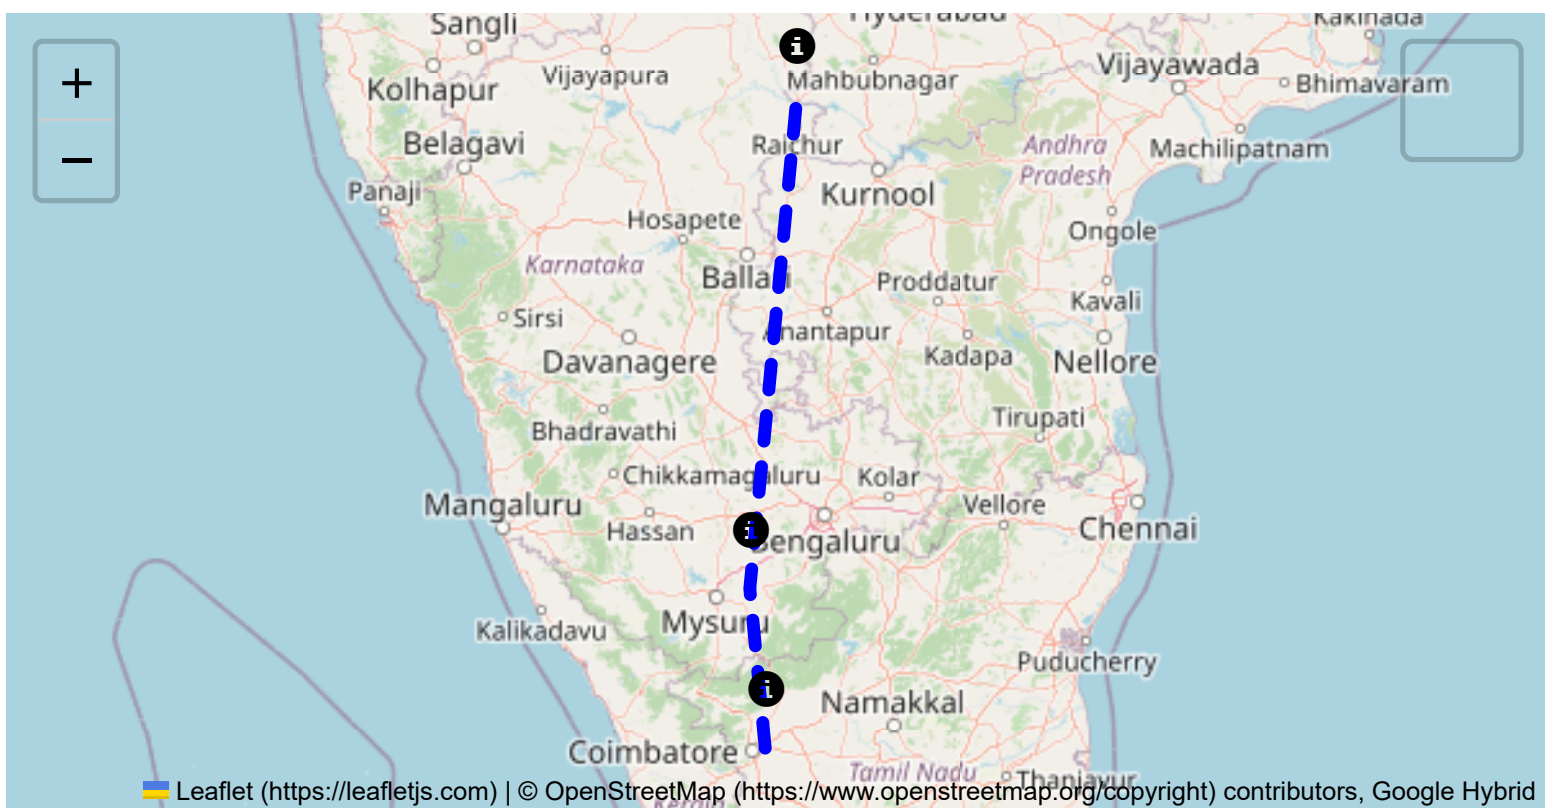 Sangli
Hyderabad
Kakinada
+
Vijayapura
Mahbubnagar
Vijayawada
Bhimavaram
Kolhapur
−
Belagavi
Raichur
Andhra
Pradesh
Machilipatnam
Panaji
Kurnool
Hosapete
Ongole
Karnataka
Ballari
Proddatur
Kavali
Sirsi
Anantapur
Davanagere
Kadapa
Nellore
Bhadravathi
Tirupati
Chikkamagaluru
Kolar
Mangaluru
Hassan
Vellore
Chennai
Bengaluru
Kalikadavu
Mysuru
Puducherry
Namakkal
Coimbatore
Tamil Nadu
Thanjavur
Kerala
Leaflet (https://leafletjs.com) | © OpenStreetMap (https://www.openstreetmap.org/copyright) contributors, Google Hybrid